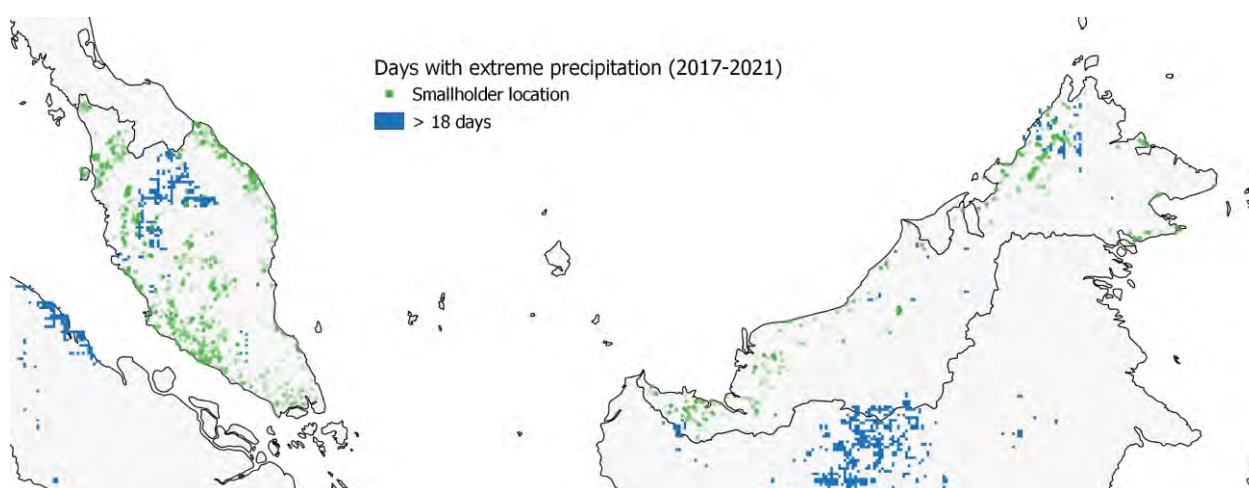 Days with extreme precipitation (2017-2021)
Smallholder location
> 18 days